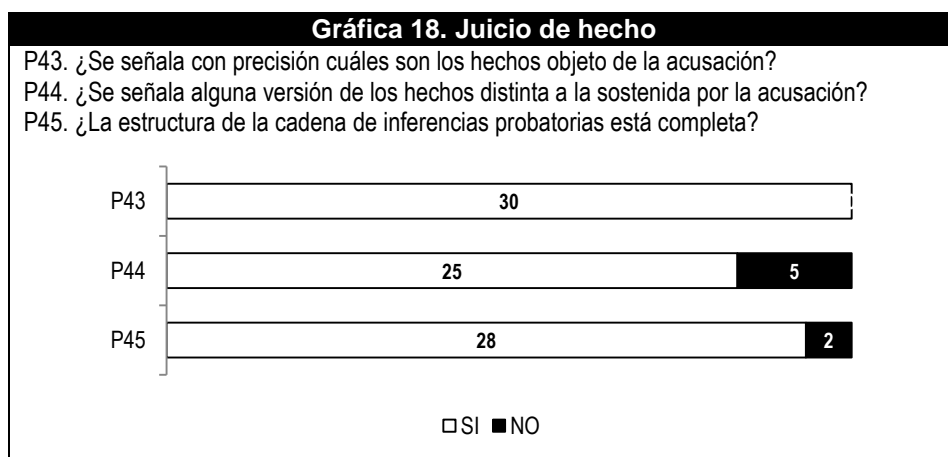 Gráfica 18. Juicio de hecho
P43. ¿Se señala con precisión cuáles son los hechos objeto de la acusación?
P44. ¿Se señala alguna versión de los hechos distinta a la sostenida por la acusación?
P45. ¿La estructura de la cadena de inferencias probatorias está completa?
P43 30
P44 25 5
P45 28 2
SI NO